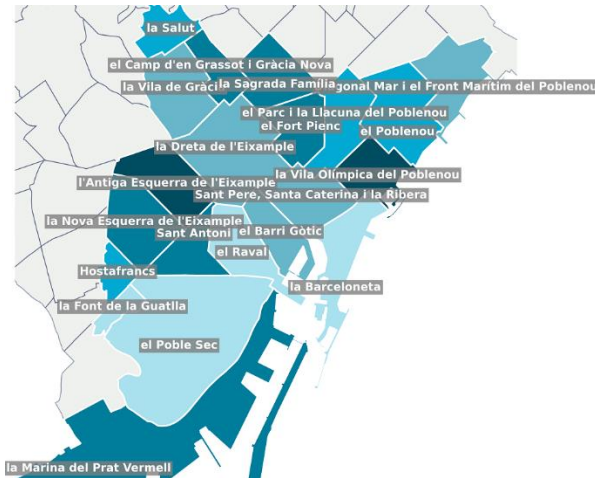 la Salut
el Camp d'en Grassot i Gràcia Nova
la Vila de Gràci
la Sagrada Família
gonal Mar i el Front Marítim del Poblenou
el Parc i la Llacuna del Poblenou
el Fort Pienc
el Poblenou
la Dreta de l'Eixample
la Vila Olímpica del Poblenou
l'Antiga Esquerra de l'Eixample
Sant Pere, Santa Caterina i la Ribera
la Nova Esquerra de l'Eixample
Sant Antoni
el Barri Gòtic
el Raval
Hostafrancs
la Barceloneta
la Font de la Guatlla
el Poble Sec
la Marina del Prat Vermell